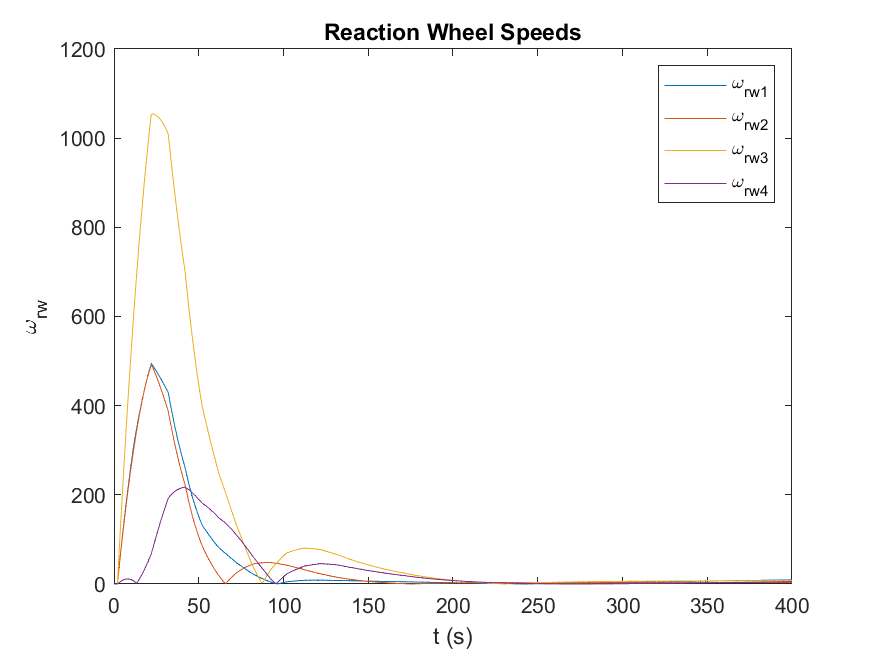 Reaction Wheel Speeds
1200
1000
800
600
400
200
0
ω_rw
0 50 100 150 200 250 300 350 400
t (s)
ω_rw1
ω_rw2
ω_rw3
ω_rw4